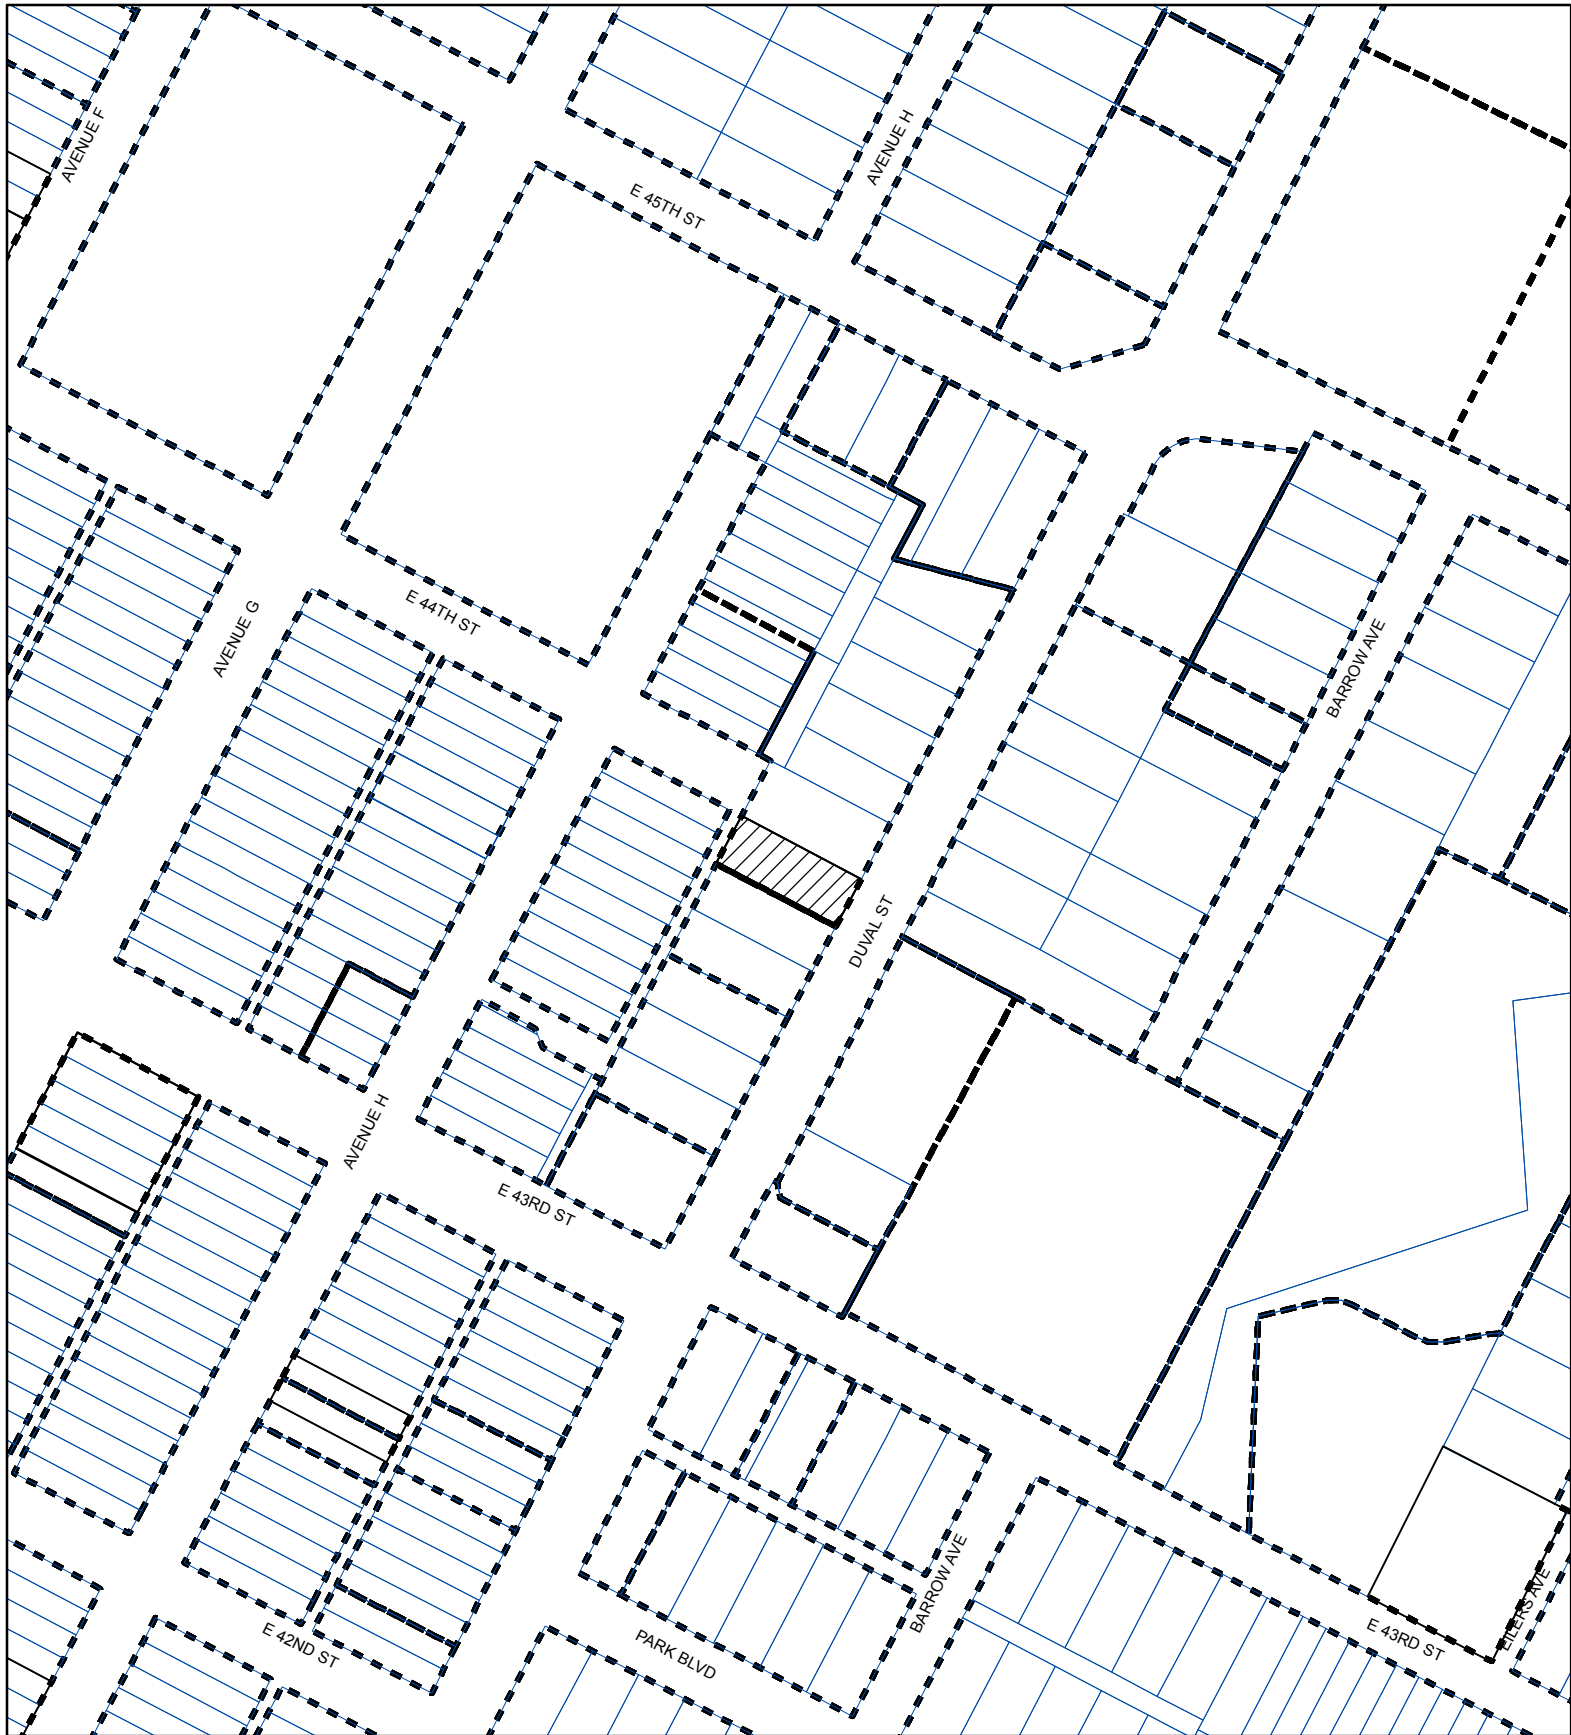 AVENUE F
AVENUE H
E 45TH ST
E 44TH ST
AVENUE G
BARROW AVE
DUVAL ST
AVENUE H
E 43RD ST
BARROW AVE
EILERS AVE
E 42ND ST
PARK BLVD
E 43RD ST